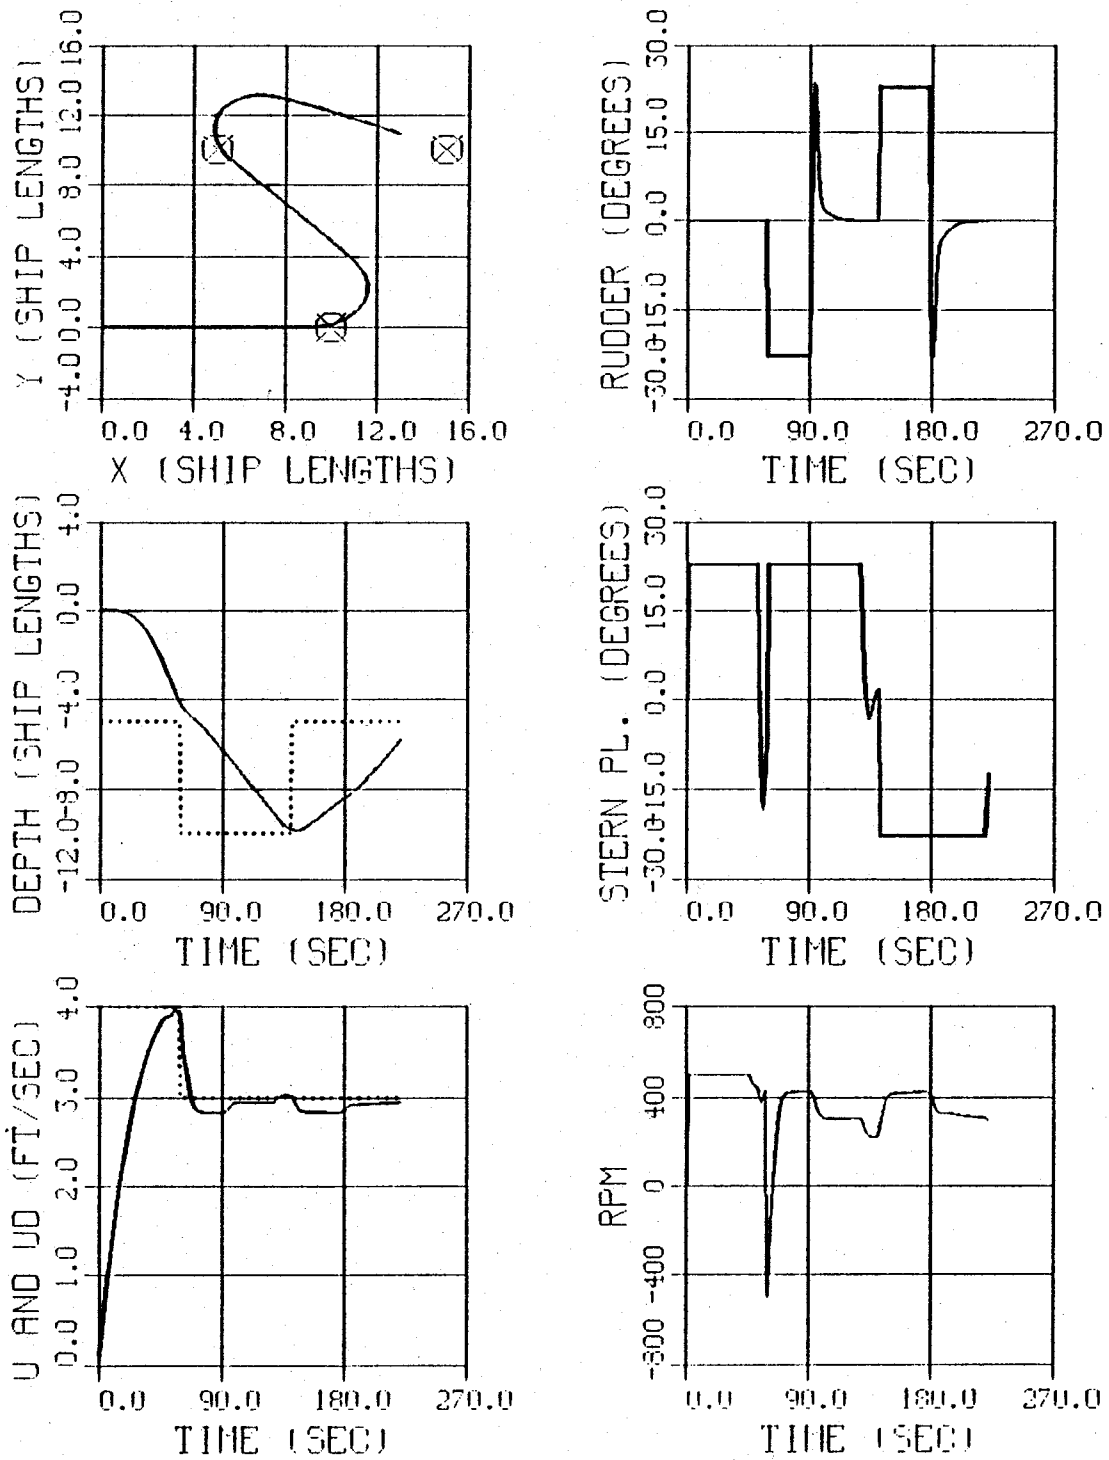 Y (SHIP LENGTHS)
16.0
12.0
8.0
4.0
0.0
-4.0
0.0 4.0 8.0 12.0 16.0
X (SHIP LENGTHS)
RUDDER (DEGREES)
30.0
15.0
0.0
-15.0
-30.0
0.0 90.0 180.0 270.0
TIME (SEC)
DEPTH (SHIP LENGTHS)
4.0
0.0
-4.0
-8.0
-12.0
0.0 90.0 180.0 270.0
TIME (SEC)
STERN PL. (DEGREES)
30.0
15.0
0.0
-15.0
-30.0
0.0 90.0 180.0 270.0
TIME (SEC)
U AND UD (FT/SEC)
4.0
3.0
2.0
1.0
0.0
0.0 90.0 180.0 270.0
TIME (SEC)
RPM
800
400
0
-400
-800
0.0 90.0 180.0 270.0
TIME (SEC)